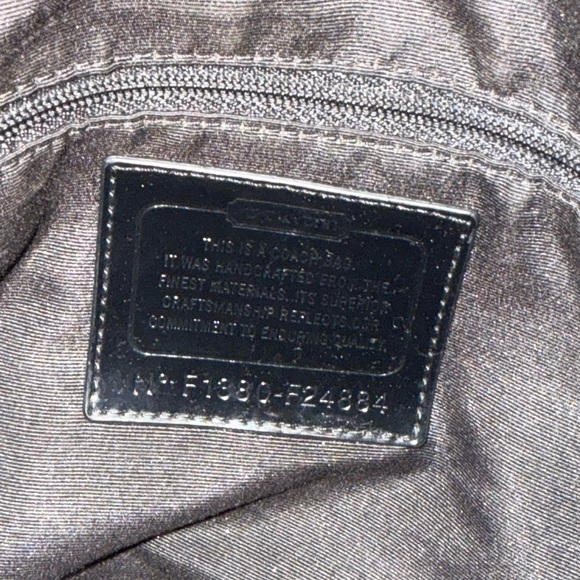 COACH
THIS IS A COACH BAG.
IT WAS HANDCRAFTED FROM THE
FINEST MATERIALS. ITS SUPERIOR
CRAFTSMANSHIP REFLECTS OUR
COMMITMENT TO ENDURING QUALITY.
Nº: F1380-F24884